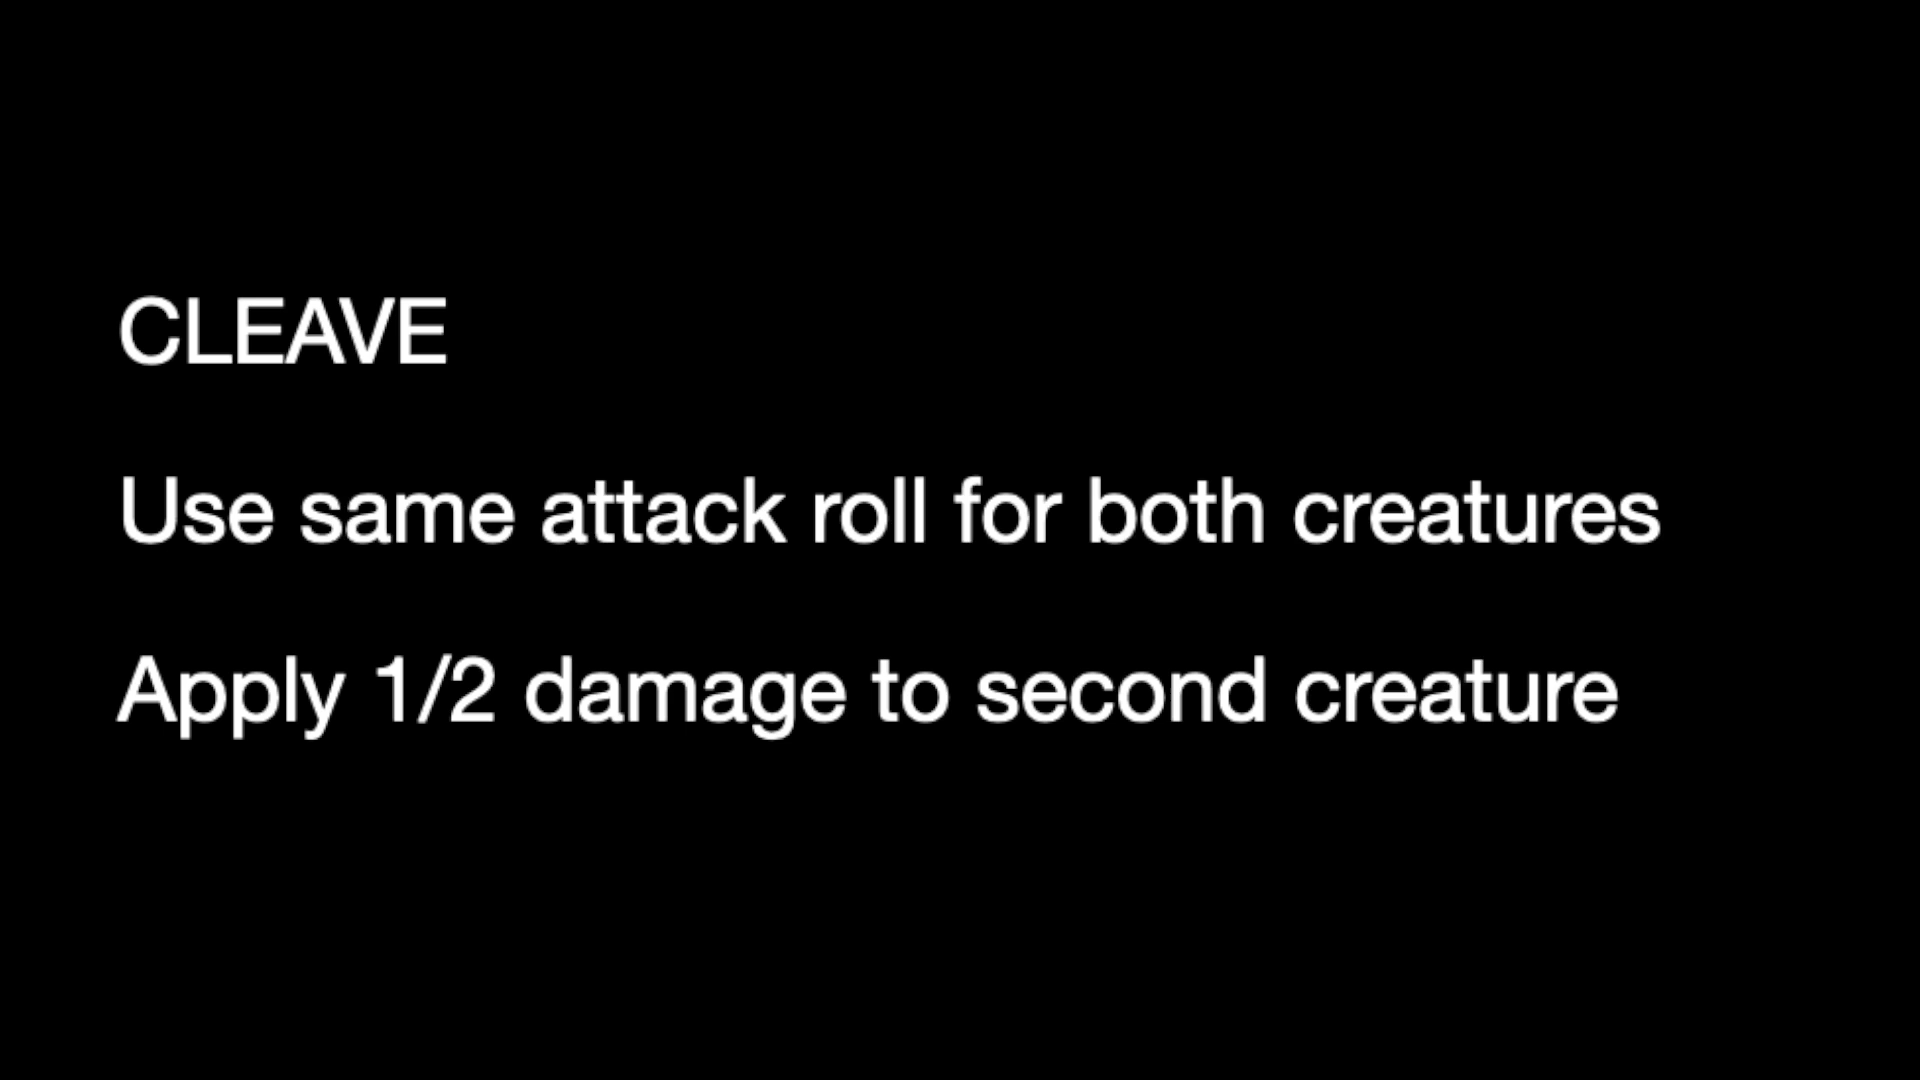 CLEAVE
Use same attack roll for both creatures
Apply 1/2 damage to second creature